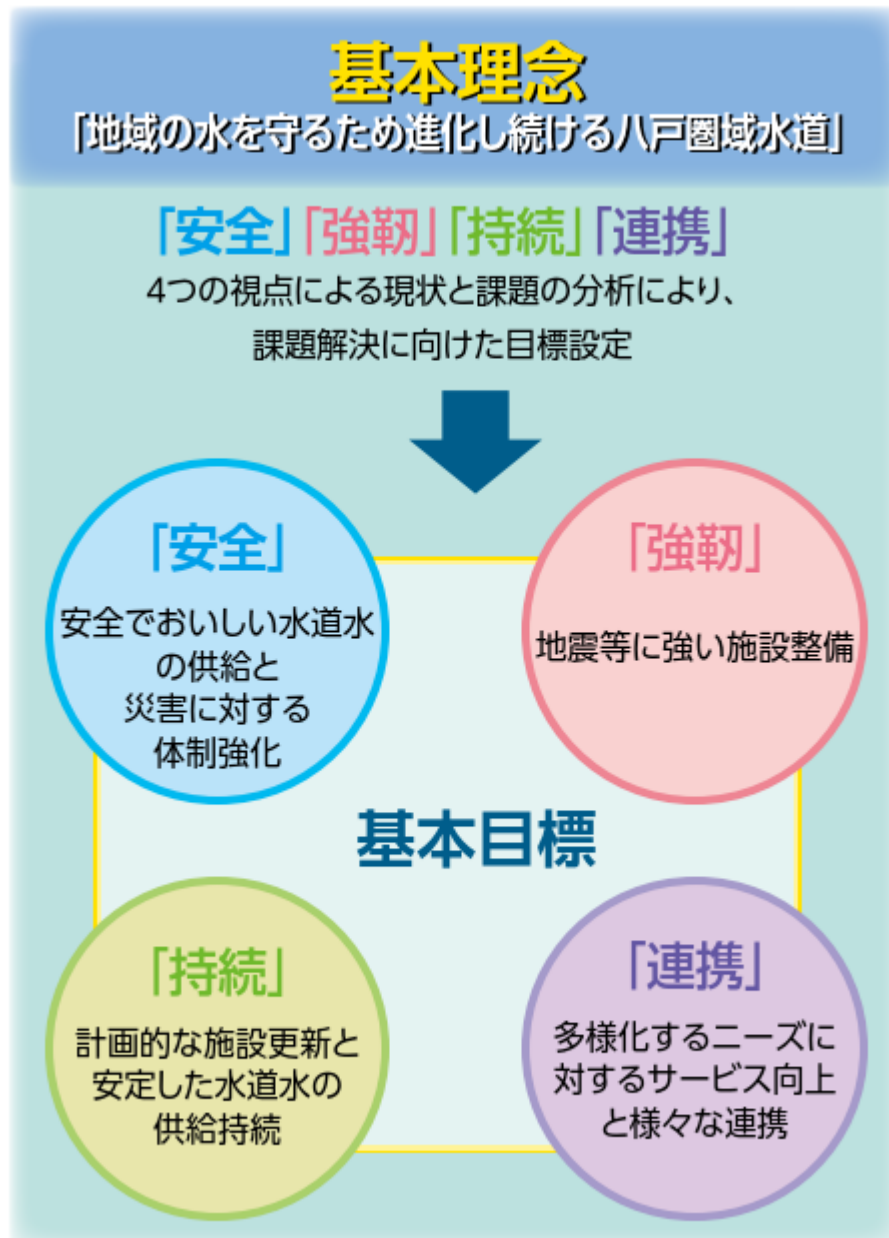 基本理念
「地域の水を守るため進化し続ける八戸圏域水道」
「安全」「強靭」「持続」「連携」
4つの視点による現状と課題の分析により、
課題解決に向けた目標設定
「安全」
安全でおいしい水道水
の供給と
災害に対する
体制強化
「強靭」
地震等に強い施設整備
基本目標
「持続」
計画的な施設更新と
安定した水道水の
供給持続
「連携」
多様化するニーズに
対するサービス向上
と様々な連携